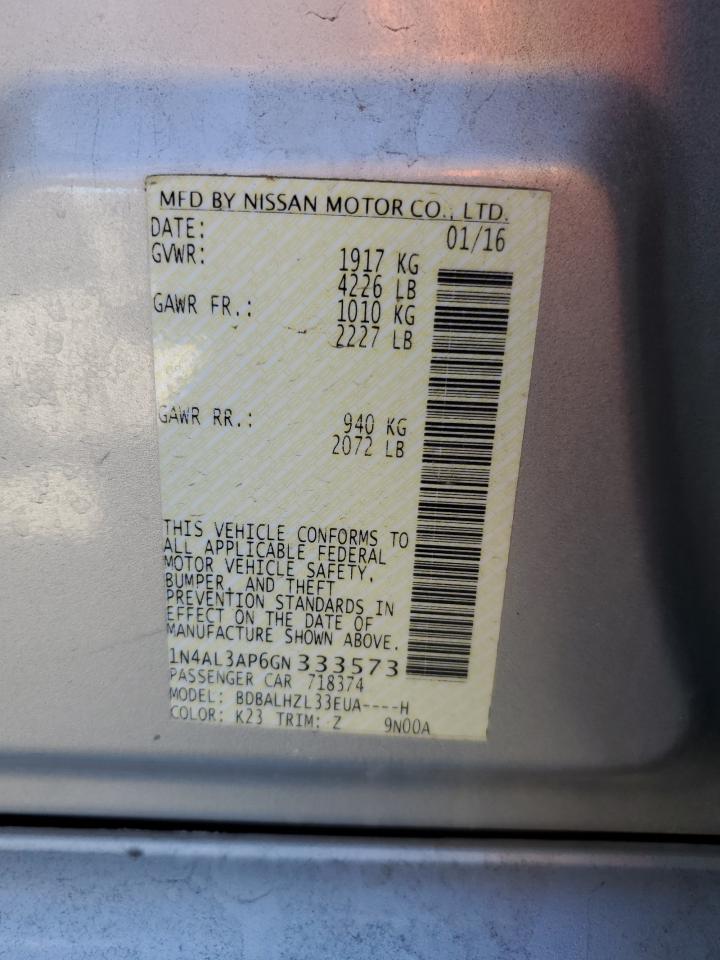 MFD BY NISSAN MOTOR CO., LTD.
DATE: 01/16
GVWR: 1917 KG
4226 LB
GAWR FR.: 1010 KG
2227 LB
GAWR RR.: 940 KG
2072 LB
THIS VEHICLE CONFORMS TO
ALL APPLICABLE FEDERAL
MOTOR VEHICLE SAFETY,
BUMPER, AND THEFT
PREVENTION STANDARDS IN
EFFECT ON THE DATE OF
MANUFACTURE SHOWN ABOVE.
1N4AL3AP6GN333573
PASSENGER CAR 718374
MODEL: BDBALHZL33EUA----H
COLOR: K23 TRIM: Z 9N00A